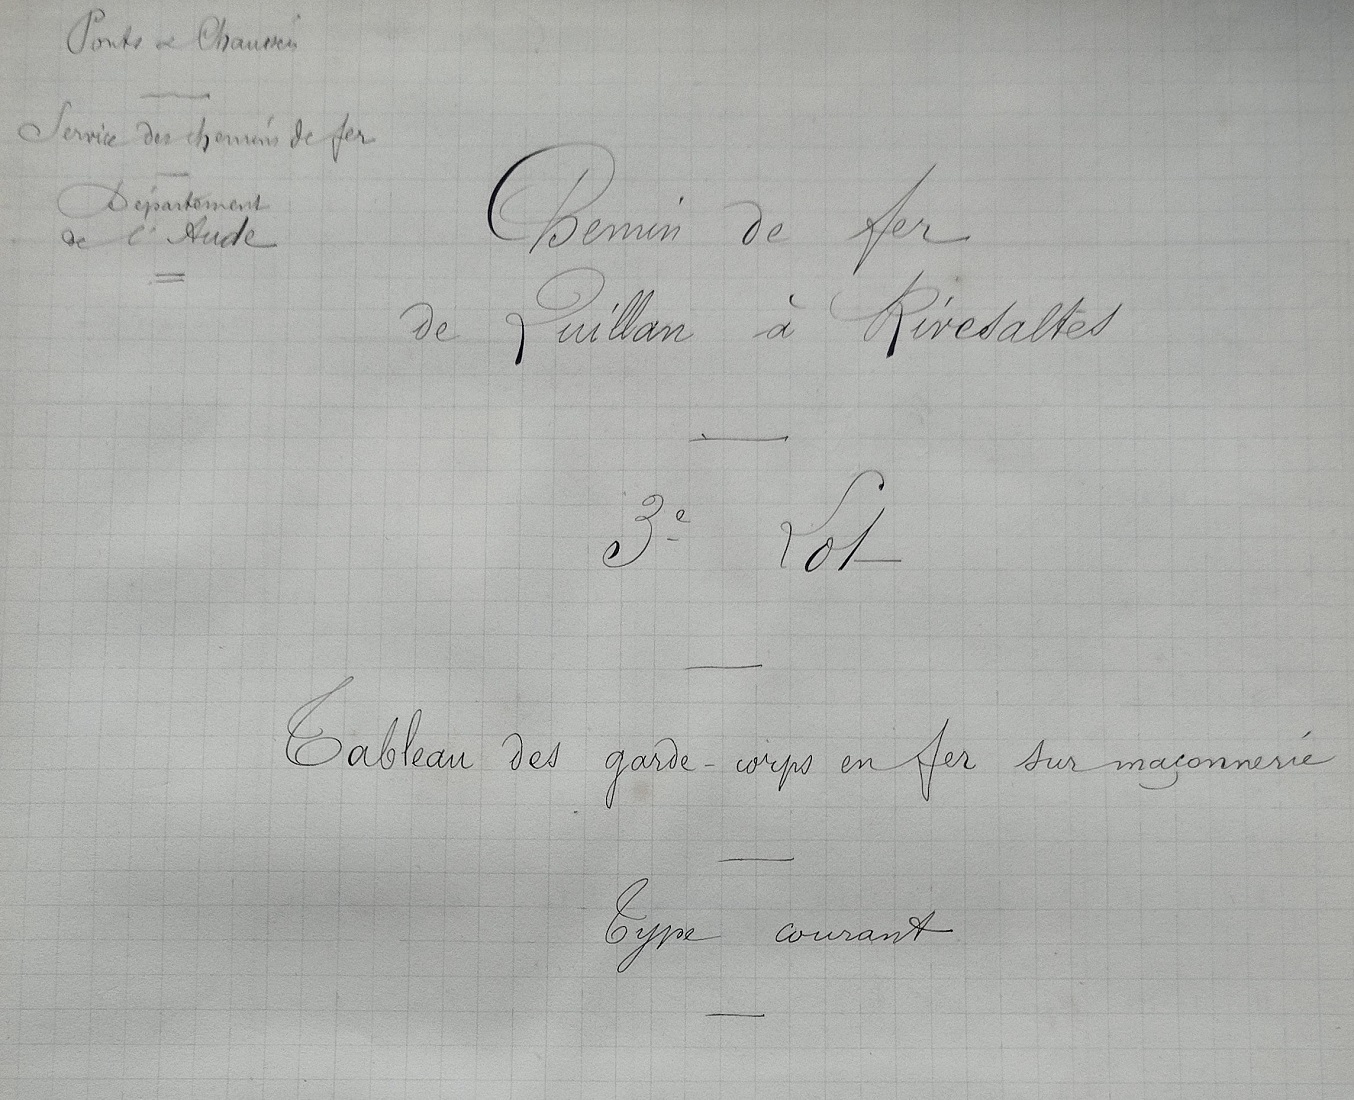 Ponts & Chaussées
Service des chemins de fer
Département
de l'Aude
Chemin de fer
de Quillan à Rivesaltes
3e Lot
Tableau des garde-corps en fer sur maçonnerie
Type courant